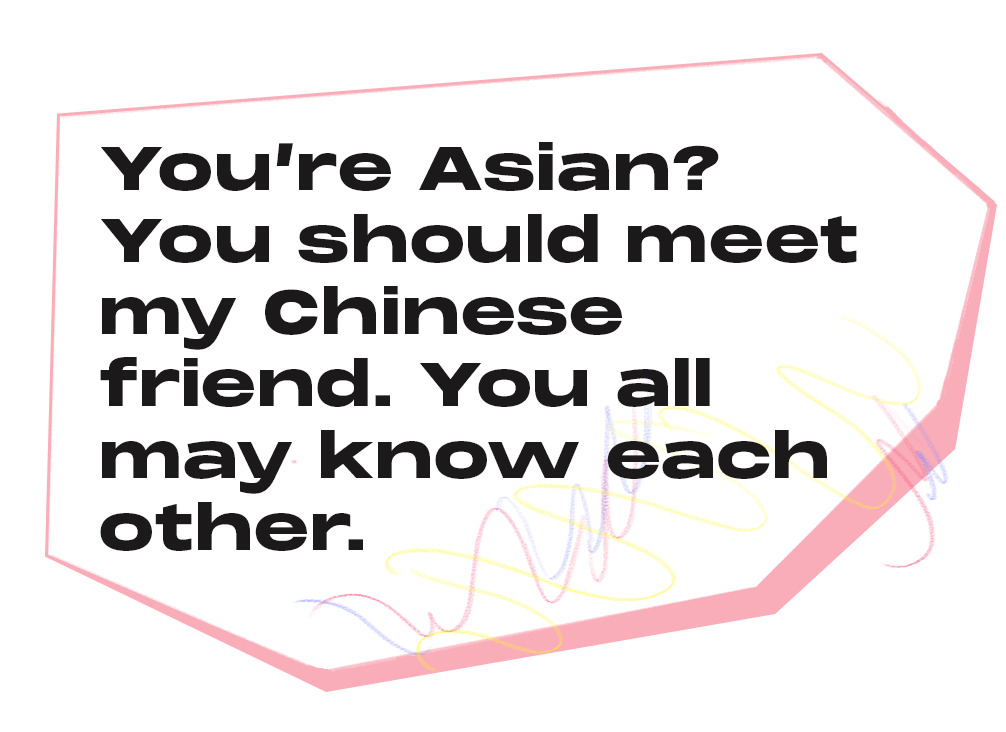 You're Asian?
You should meet
my Chinese
friend. You all
may know each
other.